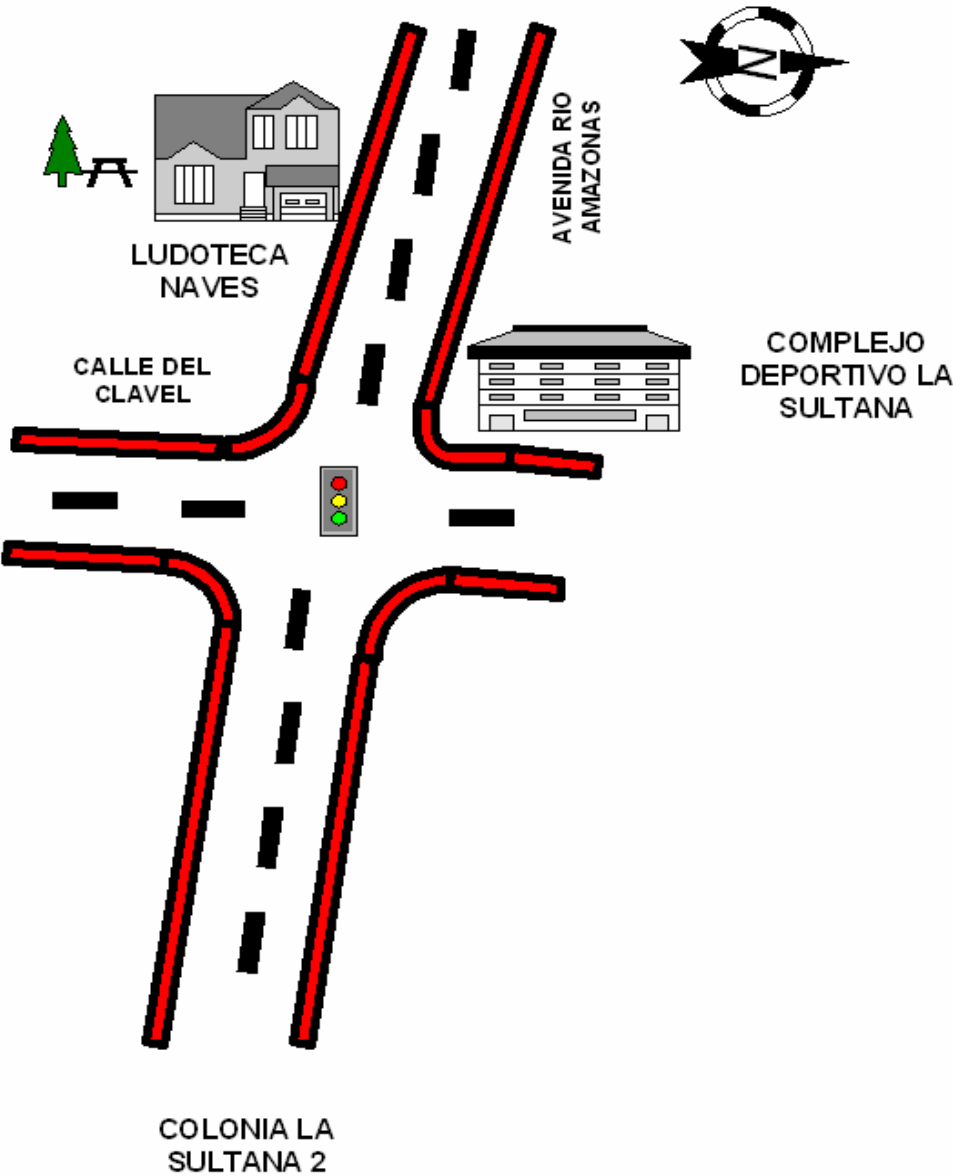 N
AVENIDA RIO
AMAZONAS
LUDOTECA
NAVES
CALLE DEL
CLAVEL
COMPLEJO
DEPORTIVO LA
SULTANA
COLONIA LA
SULTANA 2